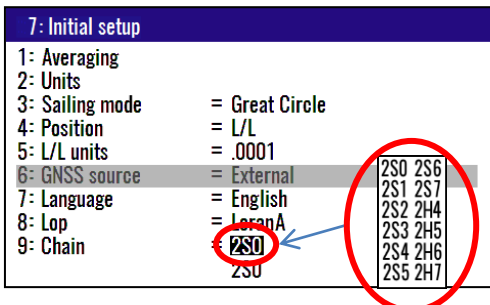 7: Initial setup
1: Averaging
2: Units
3: Sailing mode = Great Circle
4: Position = L/L
5: L/L units = .0001
6: GNSS source = External
7: Language = English
8: Lop = LoranA
9: Chain = 2S0
2S0
2S0 2S6
2S1 2S7
2S2 2H4
2S3 2H5
2S4 2H6
2S5 2H7